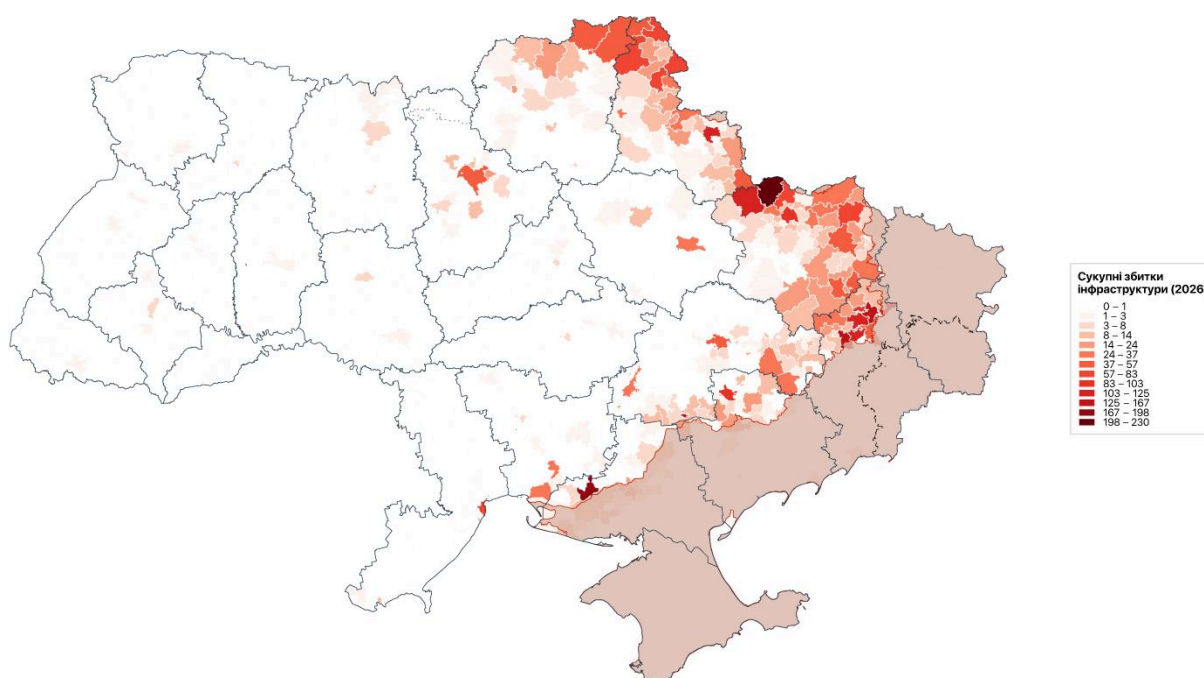 Сукупні збитки
інфраструктури (2026
0 – 1
1 – 3
3 – 8
8 – 14
14 – 24
24 – 37
37 – 57
57 – 83
83 – 103
103 – 125
125 – 167
167 – 198
198 – 230